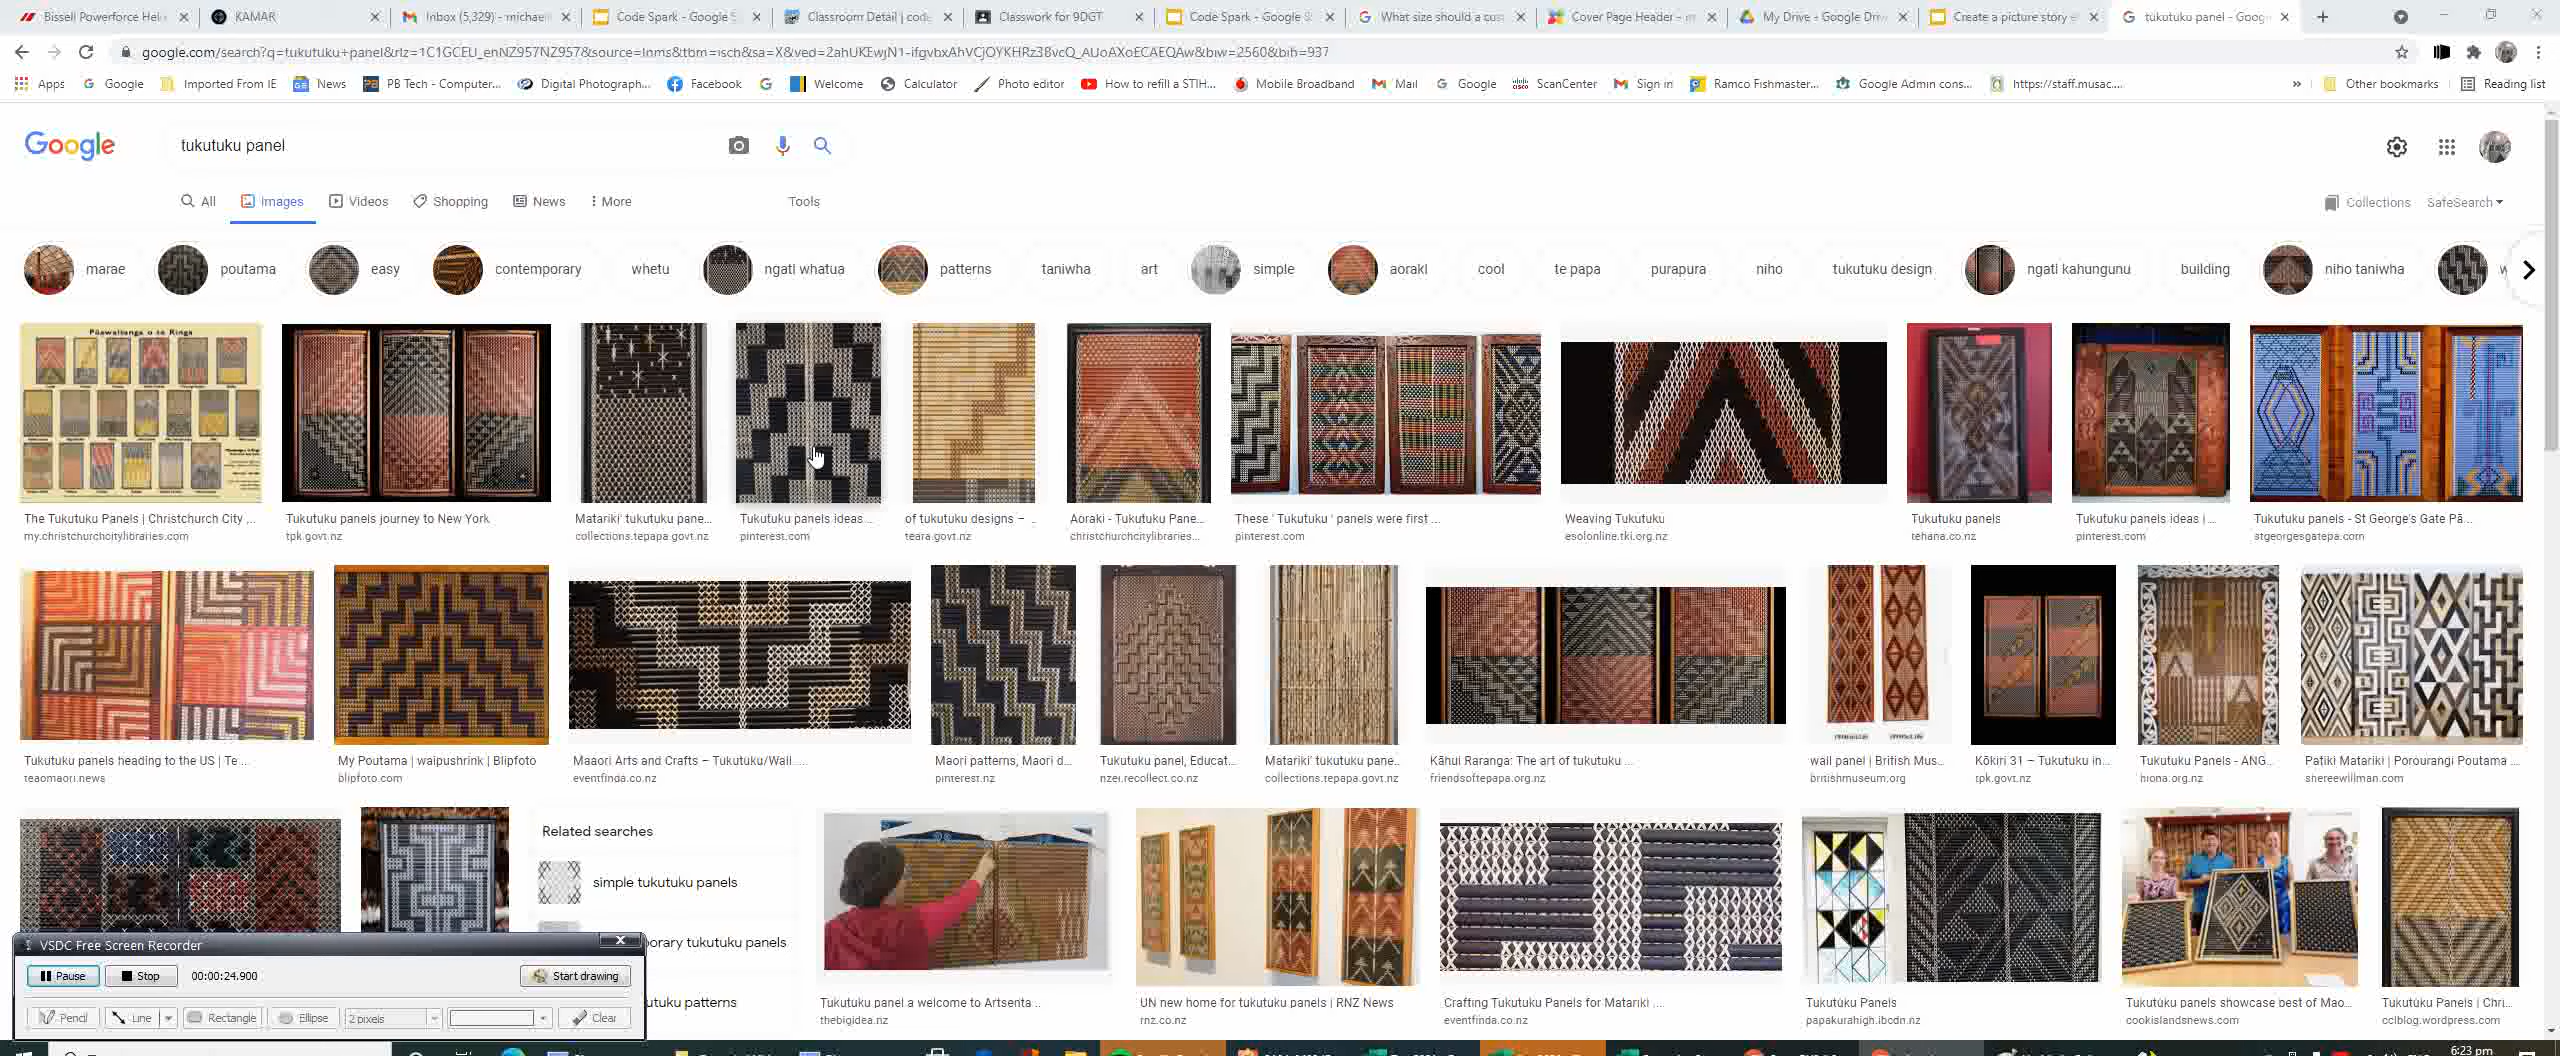 Bissell Powerforce Heli
KAMAR
Inbox (5,329) - michael
Code Spark - Google S
Classroom Detail | code
Classwork for 9DGT
Code Spark - Google S
What size should a cus
Cover Page Header - m
My Drive - Google Driv
Create a picture story
tukutuku panel - Goog
google.com/search?q=tukutuku+panel&rlz=1C1GCEU_enNZ957NZ957&source=lnms&tbm=isch&sa=X&ved=2ahUKEwjN1-ifgvbxAhVCjOYKHRz3BvcQ_AUoAXoECAEQAw&biw=2560&bih=937
Apps
Google
Imported From IE
News
PB Tech - Computer...
Digital Photograph...
Facebook
Welcome
Calculator
Photo editor
How to refill a STIH...
Mobile Broadband
Mail
Google
ScanCenter
Sign in
Ramco Fishmaster...
Google Admin cons...
https://staff.musac....
Other bookmarks
Reading list
Google
tukutuku panel
All
Images
Videos
Shopping
News
More
Tools
Collections
SafeSearch
marae
poutama
easy
contemporary
whetu
ngati whatua
patterns
taniwha
art
simple
aoraki
cool
te papa
purapura
niho
tukutuku design
ngati kahungunu
building
niho taniwha
The Tukutuku Panels | Christchurch City ...
my.christchurchcitylibraries.com
Tukutuku panels journey to New York
tpk.govt.nz
Matariki' tukutuku pane...
collections.tepapa.govt.nz
Tukutuku panels ideas...
pinterest.com
of tukutuku designs – ...
teara.govt.nz
Aoraki - Tukutuku Pane...
christchurchcitylibraries...
These ' Tukutuku ' panels were first ...
pinterest.com
Weaving Tukutuku
esolonline.tki.org.nz
Tukutuku panels
tehana.co.nz
Tukutuku panels ideas | ...
pinterest.com
Tukutuku panels - St George's Gate Pā...
stgeorgesgatepa.com
Tukutuku panels heading to the US | Te ...
teaomaori.news
My Poutama | waipushrink | Blipfoto
blipfoto.com
Maaori Arts and Crafts – Tukutuku/Wall ...
eventfinda.co.nz
Maori patterns, Maori d...
pinterest.nz
Tukutuku panel, Educat...
nzei.recollect.co.nz
Matariki' tukutuku pane...
collections.tepapa.govt.nz
Kāhui Raranga: The art of tukutuku ...
friendsoftepapa.org.nz
wall panel | British Mus...
britishmuseum.org
Kōkiri 31 – Tukutuku in...
tpk.govt.nz
Tukutuku Panels - ANG...
hiona.org.nz
Patiki Matariki | Porourangi Poutama ...
shereewillman.com
Related searches
simple tukutuku panels
orary tukutuku panels
utuku patterns
Tukutuku panel a welcome to Artsenta ...
thebigidea.nz
UN new home for tukutuku panels | RNZ News
rnz.co.nz
Crafting Tukutuku Panels for Matariki ...
eventfinda.co.nz
Tukutuku Panels
papakurahigh.ibcdn.nz
Tukutuku panels showcase best of Mao...
cookislandsnews.com
Tukutuku Panels | Chri...
cclblog.wordpress.com
VSDC Free Screen Recorder
Pause
Stop
00:00:24.900
Start drawing
Pencil
Line
Rectangle
Ellipse
2 pixels
Clear
6:23 pm